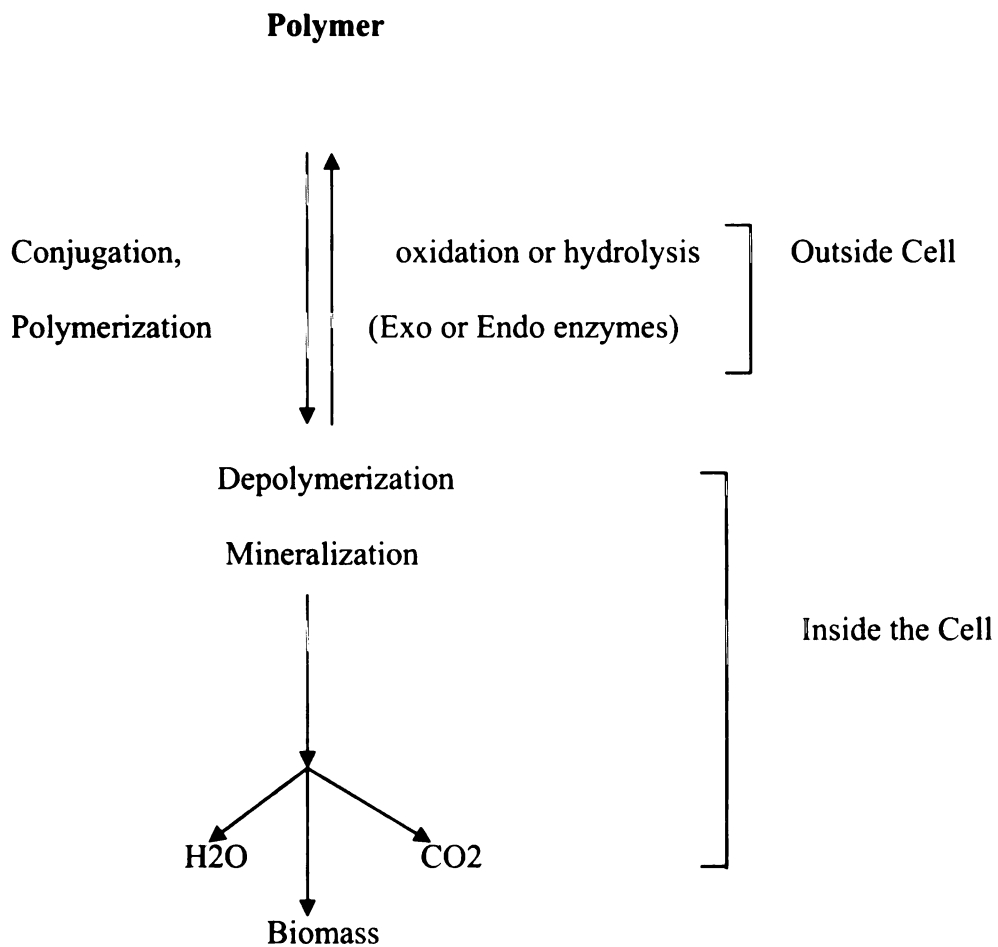 Polymer
Conjugation, oxidation or hydrolysis Outside Cell
Polymerization (Exo or Endo enzymes)
Depolymerization
Mineralization
Inside the Cell
H2O CO2
Biomass